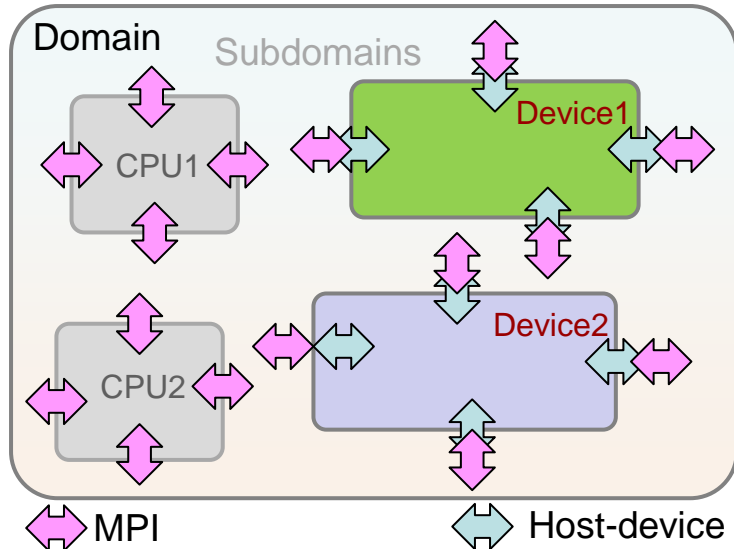 Domain
Subdomains
Device1
CPU1
Device2
CPU2
MPI
Host-device